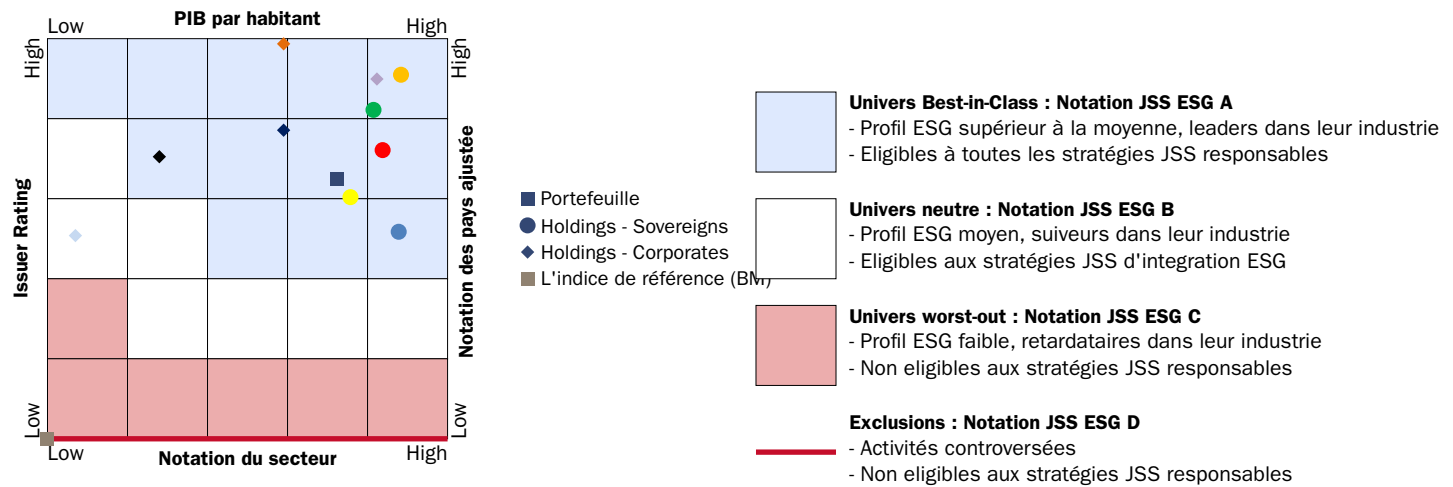 PIB par habitant
Low
High
High
High
Issuer Rating
Notation des pays ajustée
Low
Low
Low
High
Notation du secteur
Portefeuille
Holdings - Sovereigns
Holdings - Corporates
L'indice de référence (BM)
Univers Best-in-Class : Notation JSS ESG A
- Profil ESG supérieur à la moyenne, leaders dans leur industrie
- Eligibles à toutes les stratégies JSS responsables
Univers neutre : Notation JSS ESG B
- Profil ESG moyen, suiveurs dans leur industrie
- Eligibles aux stratégies JSS d'integration ESG
Univers worst-out : Notation JSS ESG C
- Profil ESG faible, retardataires dans leur industrie
- Non eligibles aux stratégies JSS responsables
Exclusions : Notation JSS ESG D
- Activités controversées
- Non eligibles aux stratégies JSS responsables